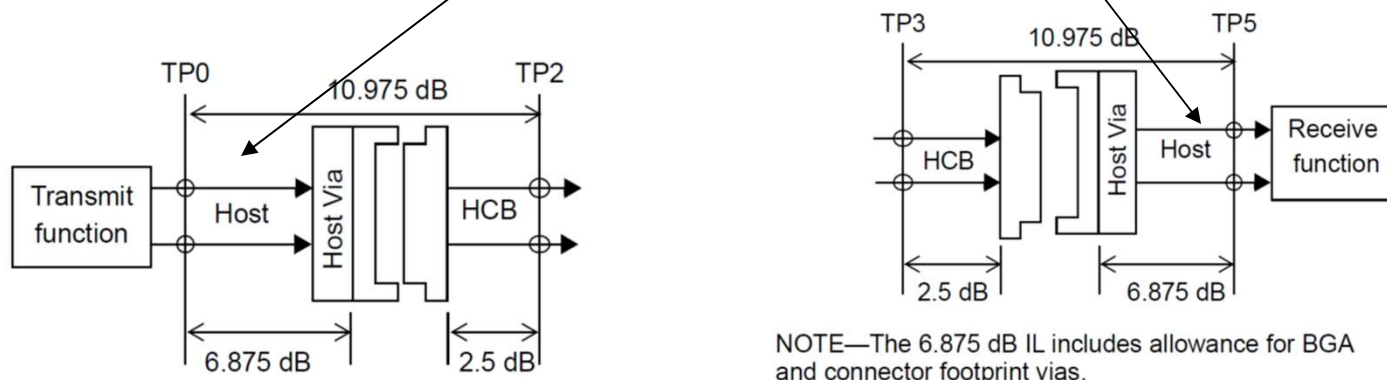 TP0
TP2
10.975 dB
Transmit
function
Host
Host Via
HCB
6.875 dB
2.5 dB
TP3
TP5
10.975 dB
HCB
Host Via
Host
Receive
function
2.5 dB
6.875 dB
NOTE—The 6.875 dB IL includes allowance for BGA
and connector footprint vias.